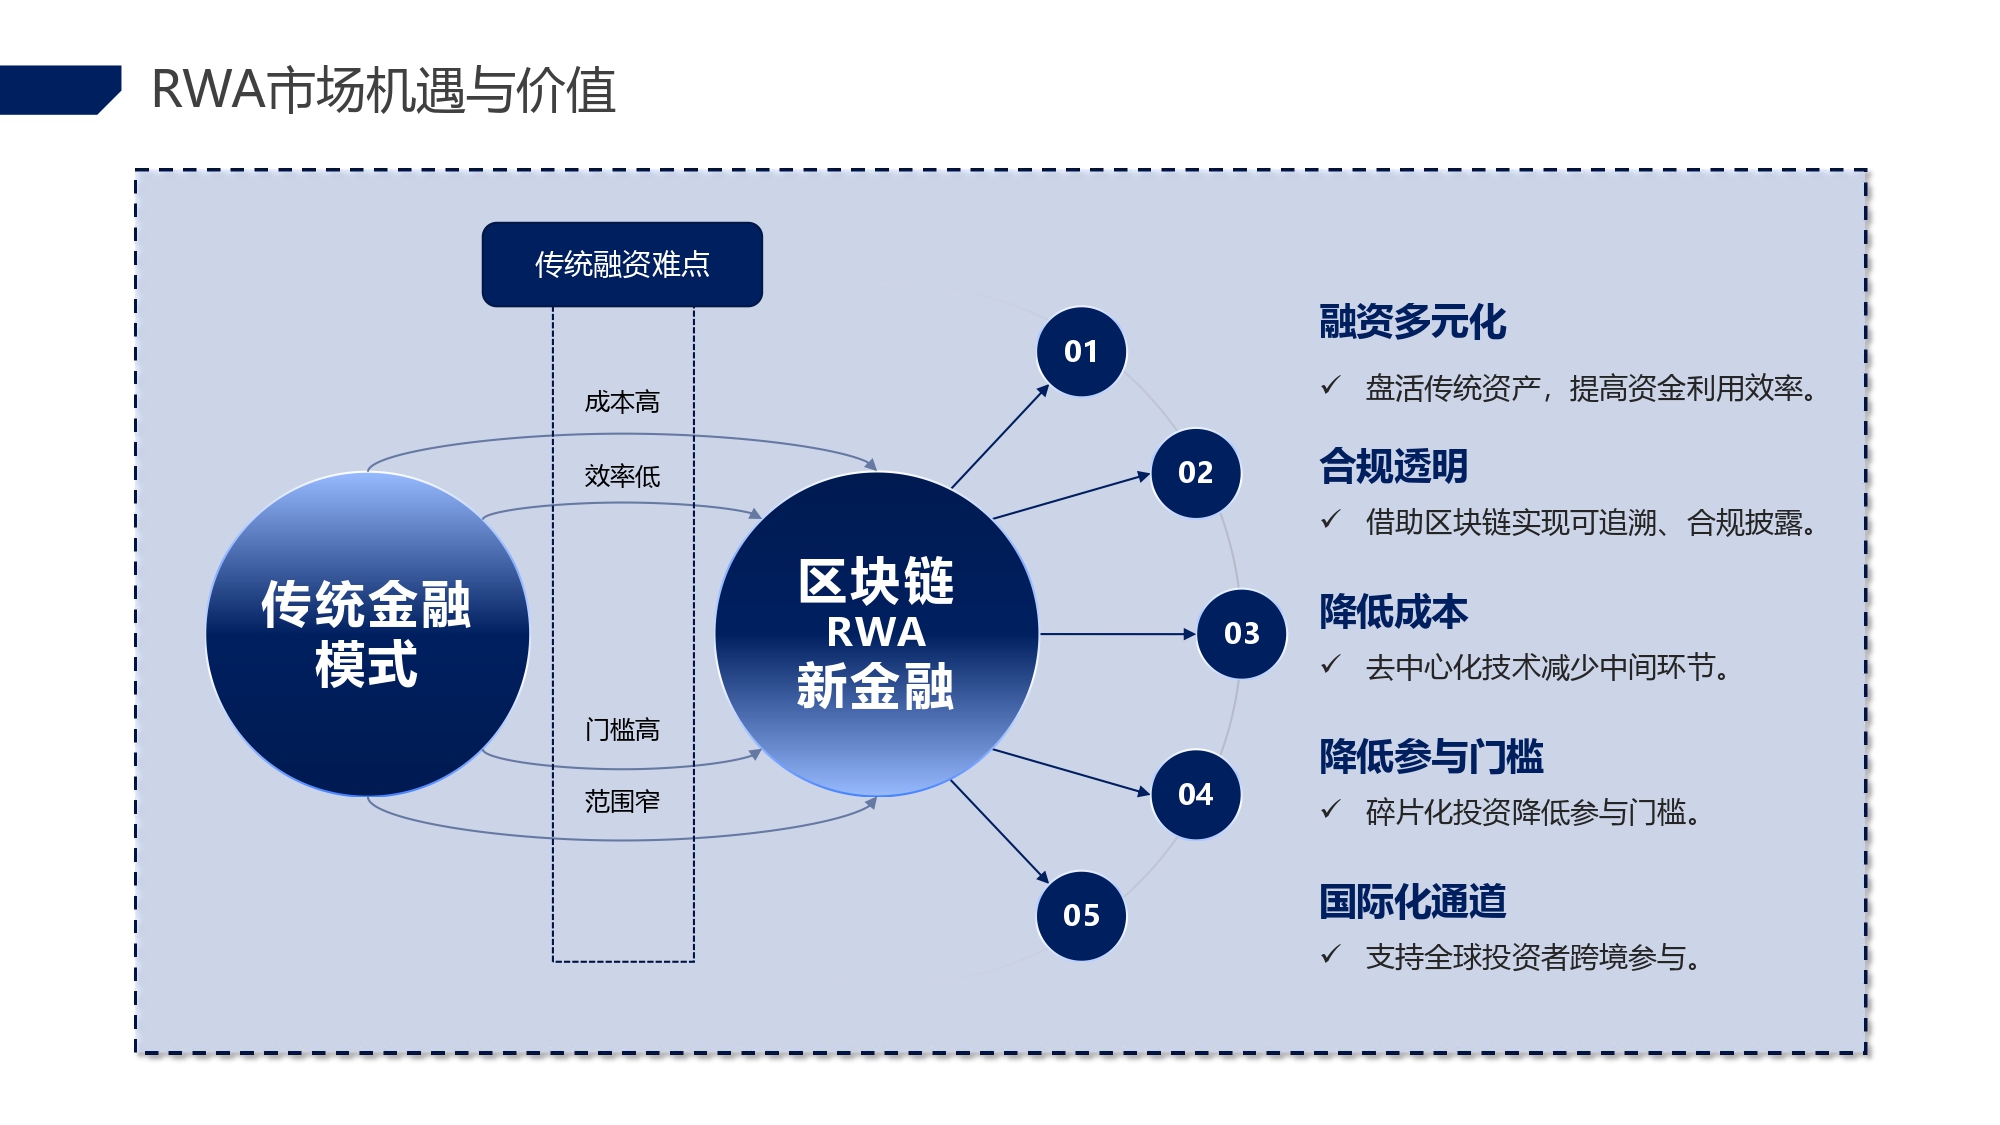 RWA市场机遇与价值
传统融资难点
成本高
效率低
门槛高
范围窄
传统金融
模式
区块链
RWA
新金融
01
02
03
04
05
融资多元化
✓ 盘活传统资产，提高资金利用效率。
合规透明
✓ 借助区块链实现可追溯、合规披露。
降低成本
✓ 去中心化技术减少中间环节。
降低参与门槛
✓ 碎片化投资降低参与门槛。
国际化通道
✓ 支持全球投资者跨境参与。